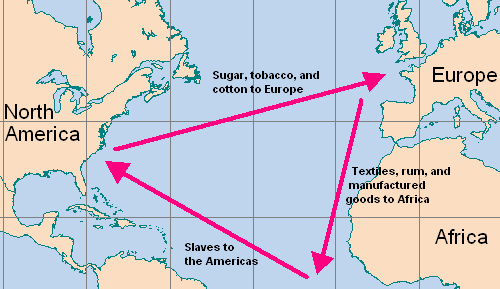 Sugar, tobacco, and
cotton to Europe
Europe
North
America
Textiles, rum, and
manufactured
goods to Africa
Africa
Slaves to
the Americas